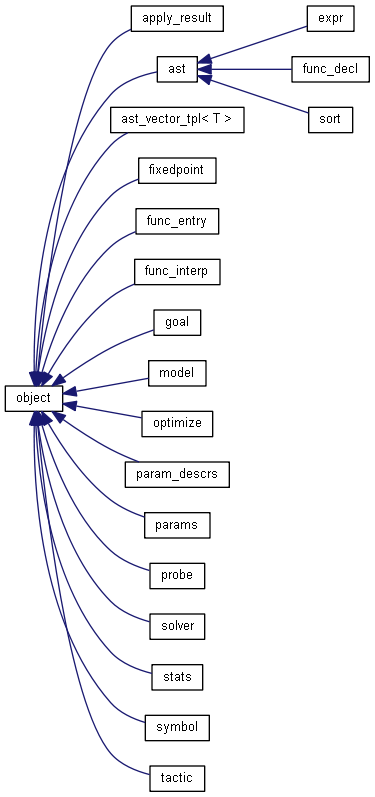 apply_result
expr
ast
func_decl
sort
ast_vector_tpl< T >
fixedpoint
func_entry
func_interp
goal
model
object
optimize
param_descrs
params
probe
solver
stats
symbol
tactic